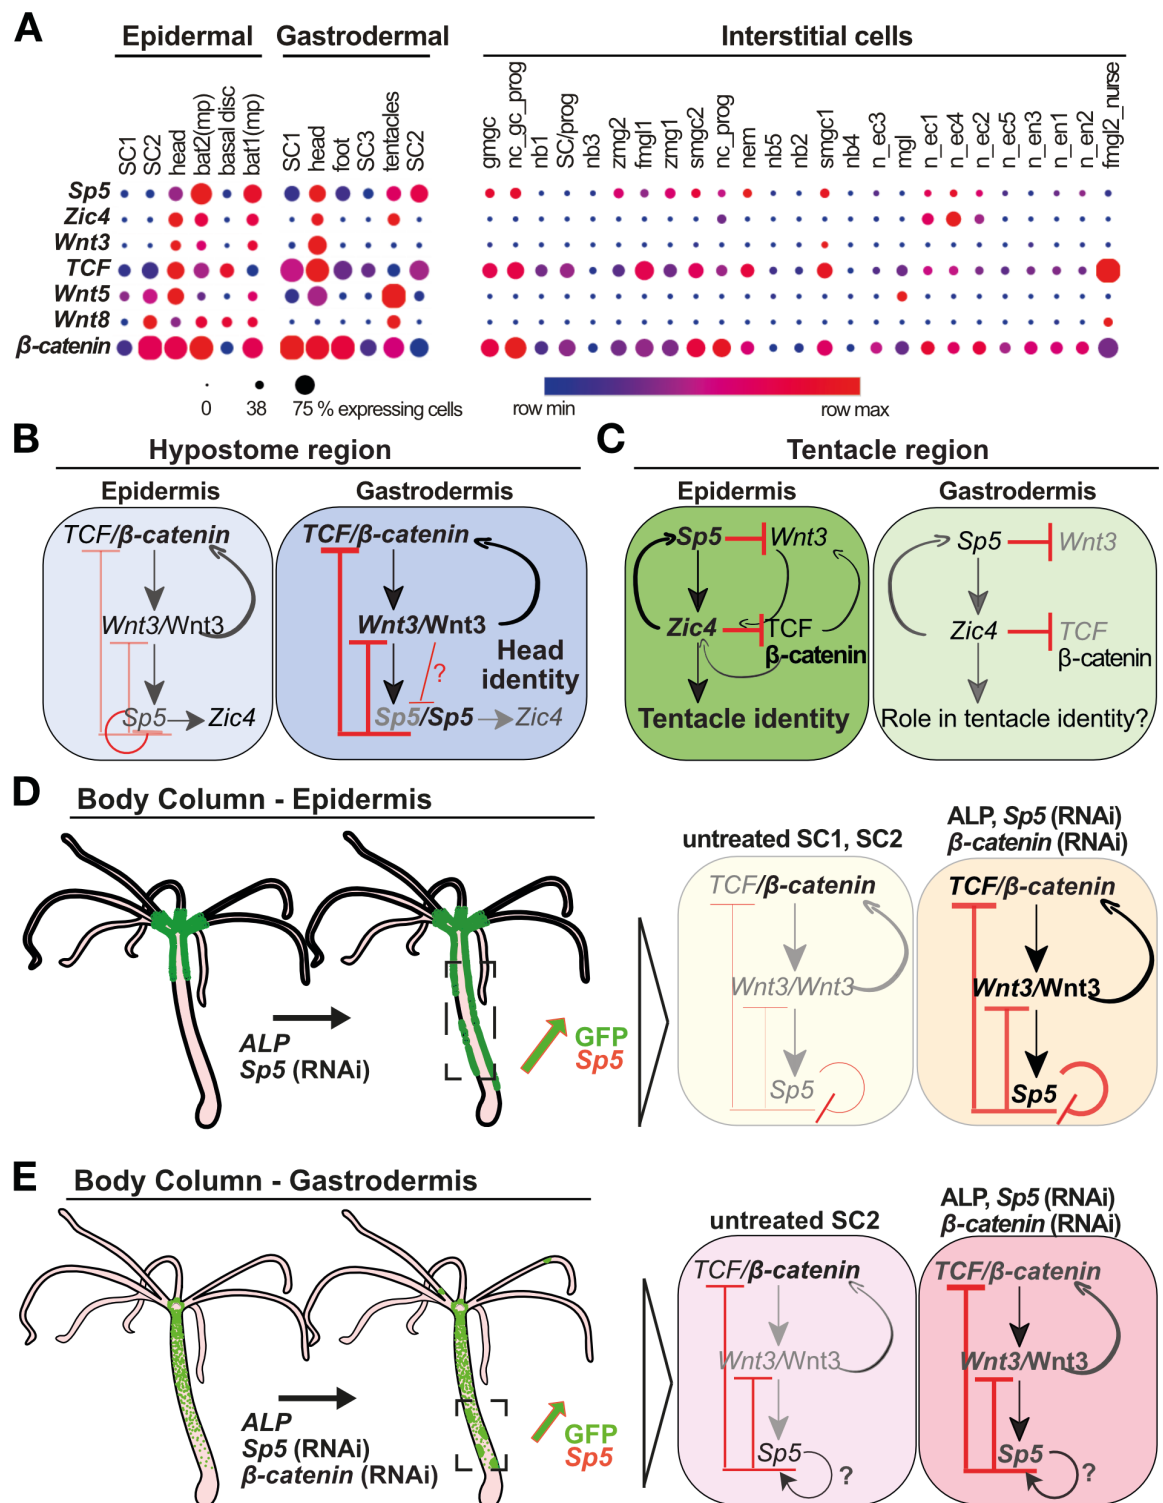 A
Epidermal
Gastrodermal
Interstitial cells
SC1
SC2
head
bat2(mp)
basal disc
bat1(mp)
SC1
head
foot
SC3
tentacles
SC2
gmgc
nc_gc_prog
nb1
SC/prog
nb3
zmg2
fmgl1
zmg1
smgc2
nc_prog
nem
nb5
nb2
smgc1
nb4
n_ec3
mgl
n_ec1
n_ec4
n_ec2
n_ec5
n_en3
n_en1
n_en2
fmgl2_nurse
Sp5
Zic4
Wnt3
TCF
Wnt5
Wnt8
β-catenin
0
38
75 % expressing cells
row min
row max
B
Hypostome region
Epidermis
Gastrodermis
TCF/β-catenin
Wnt3/Wnt3
Sp5
Zic4
TCF/β-catenin
Wnt3/Wnt3
Head
identity
?
Sp5/Sp5
Zic4
C
Tentacle region
Epidermis
Gastrodermis
Sp5
Wnt3
Zic4
TCF
β-catenin
Tentacle identity
Sp5
Wnt3
Zic4
TCF
β-catenin
Role in tentacle identity?
D
Body Column - Epidermis
ALP
Sp5 (RNAi)
GFP
Sp5
untreated SC1, SC2
TCF/β-catenin
Wnt3/Wnt3
Sp5
ALP, Sp5 (RNAi)
β-catenin (RNAi)
TCF/β-catenin
Wnt3/Wnt3
Sp5
E
Body Column - Gastrodermis
ALP
Sp5 (RNAi)
β-catenin (RNAi)
GFP
Sp5
untreated SC2
TCF/β-catenin
Wnt3/Wnt3
Sp5
?
ALP, Sp5 (RNAi)
β-catenin (RNAi)
TCF/β-catenin
Wnt3/Wnt3
Sp5
?